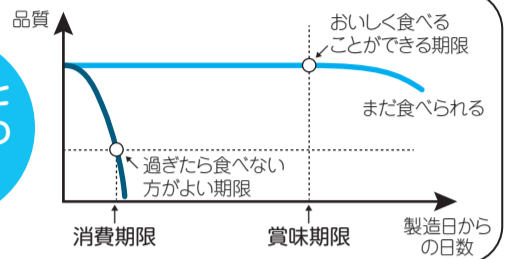 品質
おいしく食べる
ことができる期限
まだ食べられる
過ぎたら食べない
方がよい期限
消費期限
賞味期限
製造日から
の日数